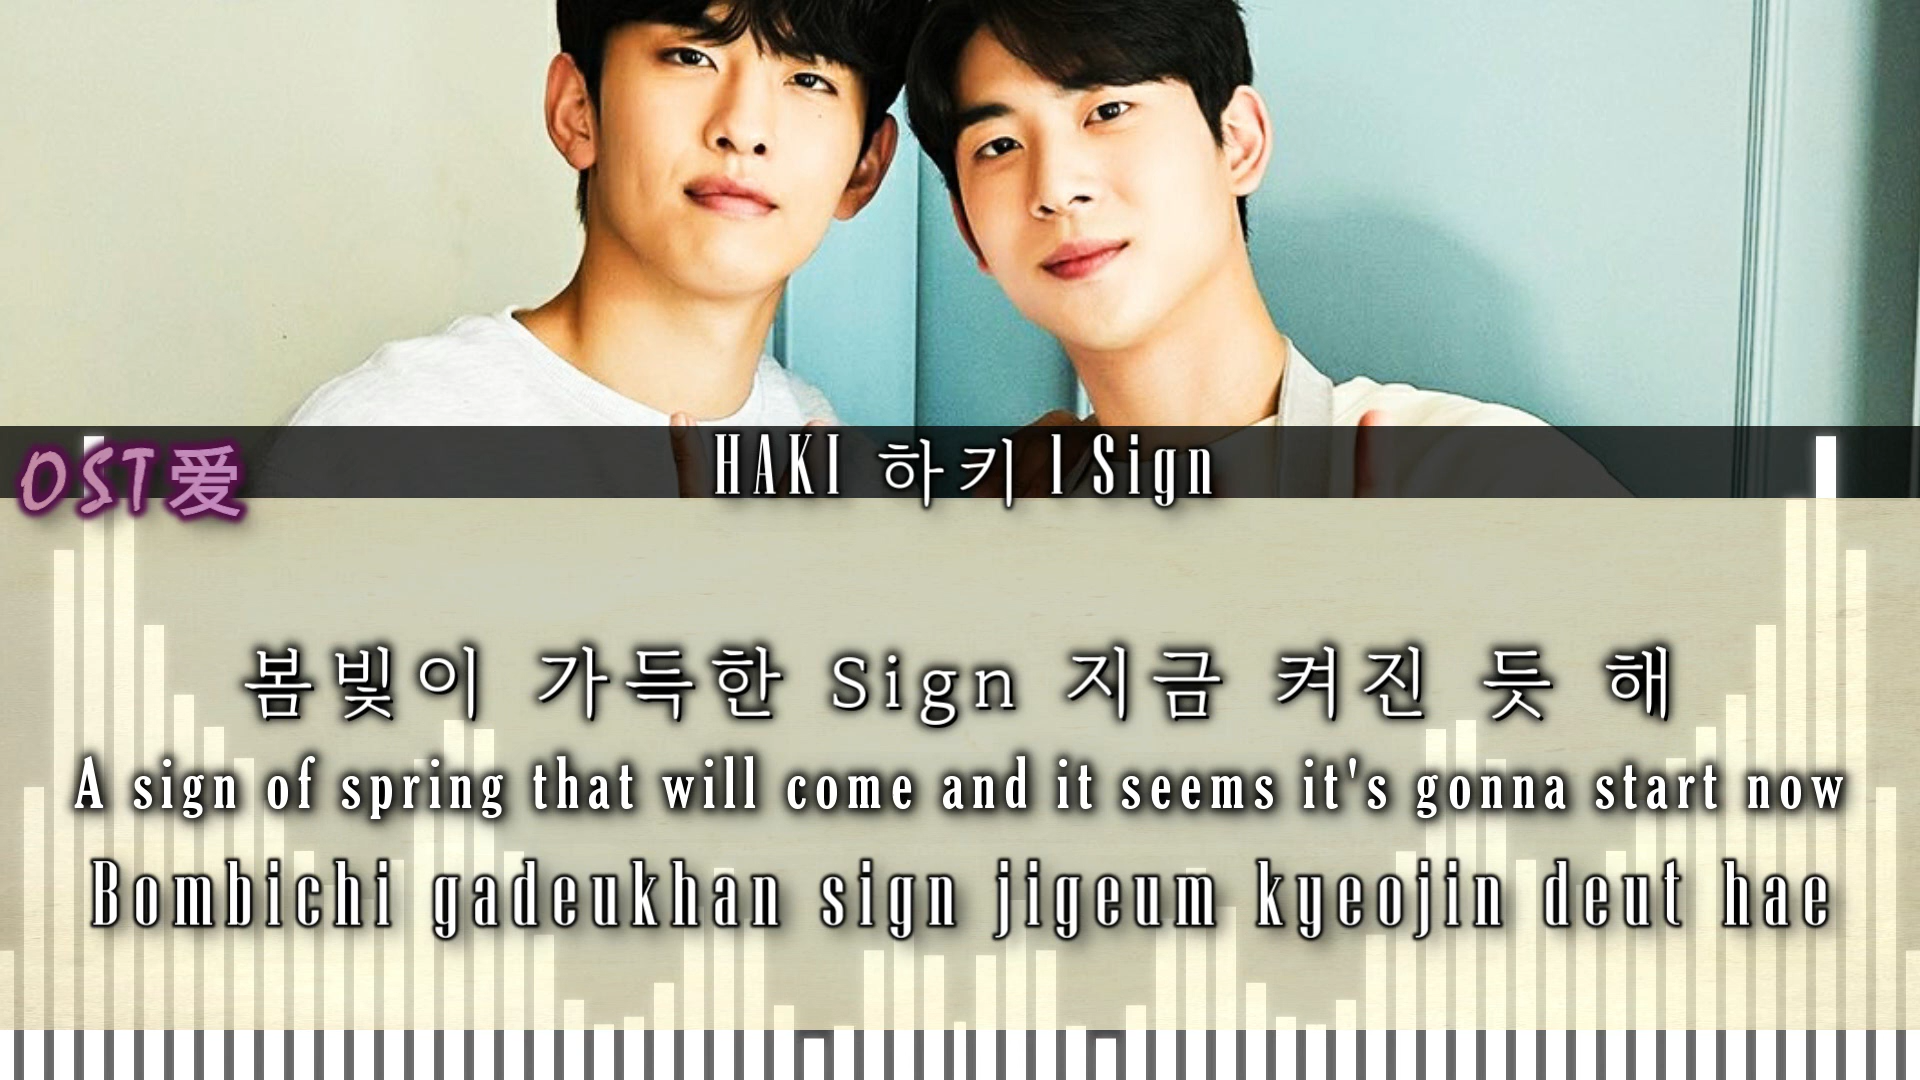 HAKI 하키 l Sign
OST爱
봄빛이 가득한 Sign 지금 켜진 듯 해
A sign of spring that will come and it seems it's gonna start now
Bombichi gadeukhan sign jigeum kyeojin deut hae